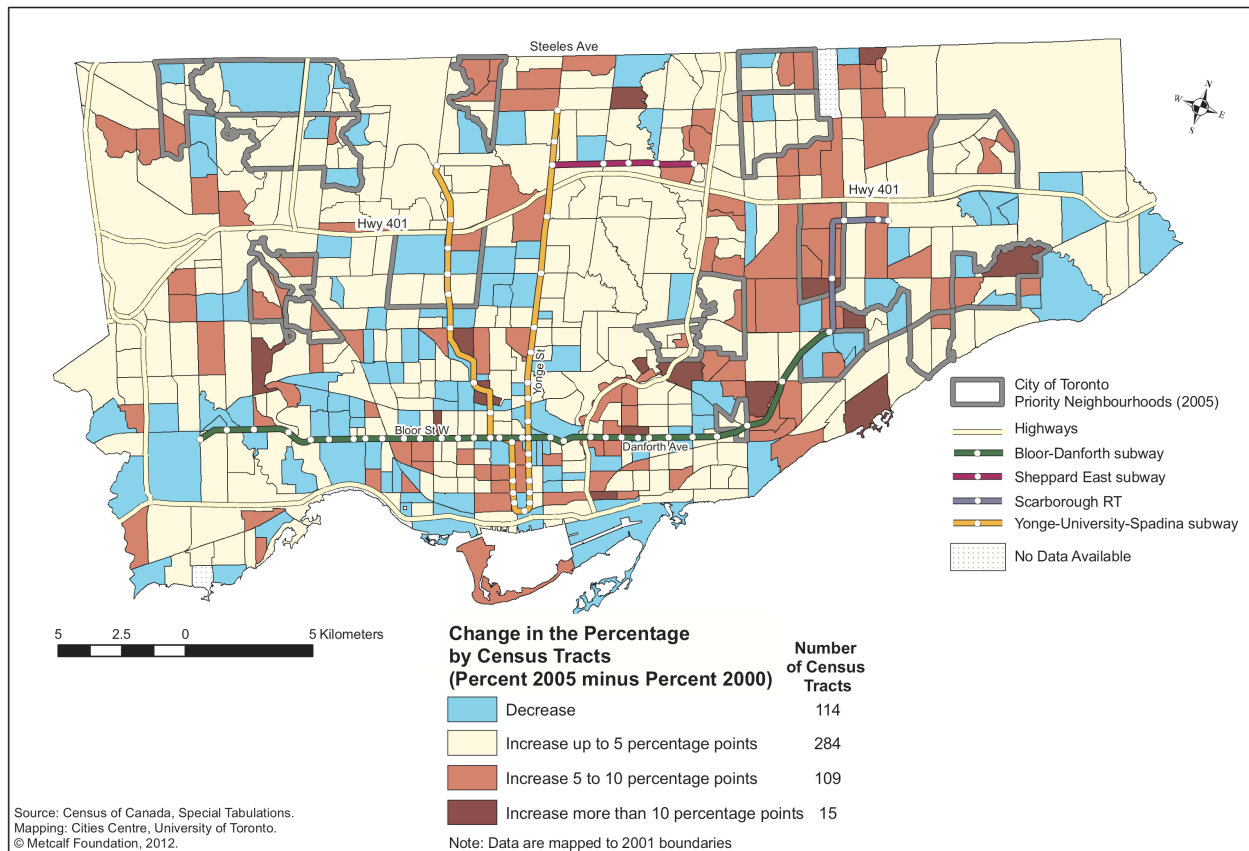 Steeles Ave
N
W
E
S
Hwy 401
Hwy 401
Yonge St
Bloor St W
Danforth Ave
City of Toronto
Priority Neighbourhoods (2005)
Highways
Bloor-Danforth subway
Sheppard East subway
Scarborough RT
Yonge-University-Spadina subway
No Data Available
5 2.5 0 5 Kilometers
Change in the Percentage
by Census Tracts
(Percent 2005 minus Percent 2000)
Number
of Census
Tracts
Decrease 114
Increase up to 5 percentage points 284
Increase 5 to 10 percentage points 109
Increase more than 10 percentage points 15
Note: Data are mapped to 2001 boundaries
Source: Census of Canada, Special Tabulations.
Mapping: Cities Centre, University of Toronto.
© Metcalf Foundation, 2012.